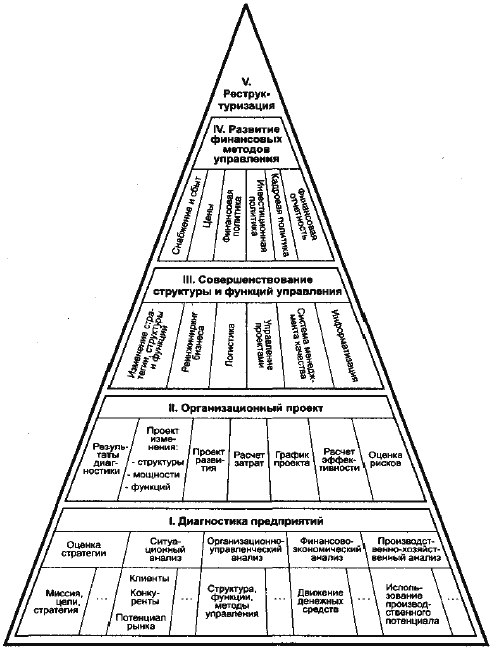 V.
Реструк-
туризация
IV. Развитие
финансовых
методов
управления
Снабжение и сбыт
Цены
Финансовая
политика
Инвестиционная
политика
Кадровая политика
Финансовая
отчетность
III. Совершенствование
структуры и функций управления
Изменение стра-
тегии, структуры
и функций
Реинжиниринг
бизнеса
Логистика
Управление
проектами
Система менедж-
мента качества
Информатизация
II. Организационный проект
Резуль-
таты
диаг-
ностики
Проект
изме-
нения:
- структуры
- мощности
- функций
Проект
разви-
тия
Расчет
затрат
График
проекта
Расчет
эффек-
тивности
Оценка
рисков
I. Диагностика предприятий
Оценка
стратегии
Ситуа-
ционный
анализ
Организационно-
управленческий
анализ
Финансово-
экономический
анализ
Производст-
венно-хозяйст-
венный анализ
Миссия,
цели,
стратегия
...
Клиенты
Конку-
ренты
Потенциал
рынка
...
Структура,
функции,
методы
управления
...
Движение
денежных
средств
...
Исполь-
зование
производ-
ственного
потенциала
...